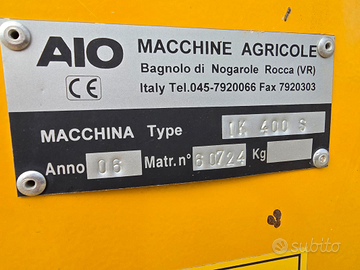 AIO MACCHINE AGRICOLE
Bagnolo di Nogarole Rocca (VR)
CE Italy Tel.045-7920066 Fax 7920303
MACCHINA Type 1K 400 S
Anno 06 Matr.n° 60724 Kg
subito